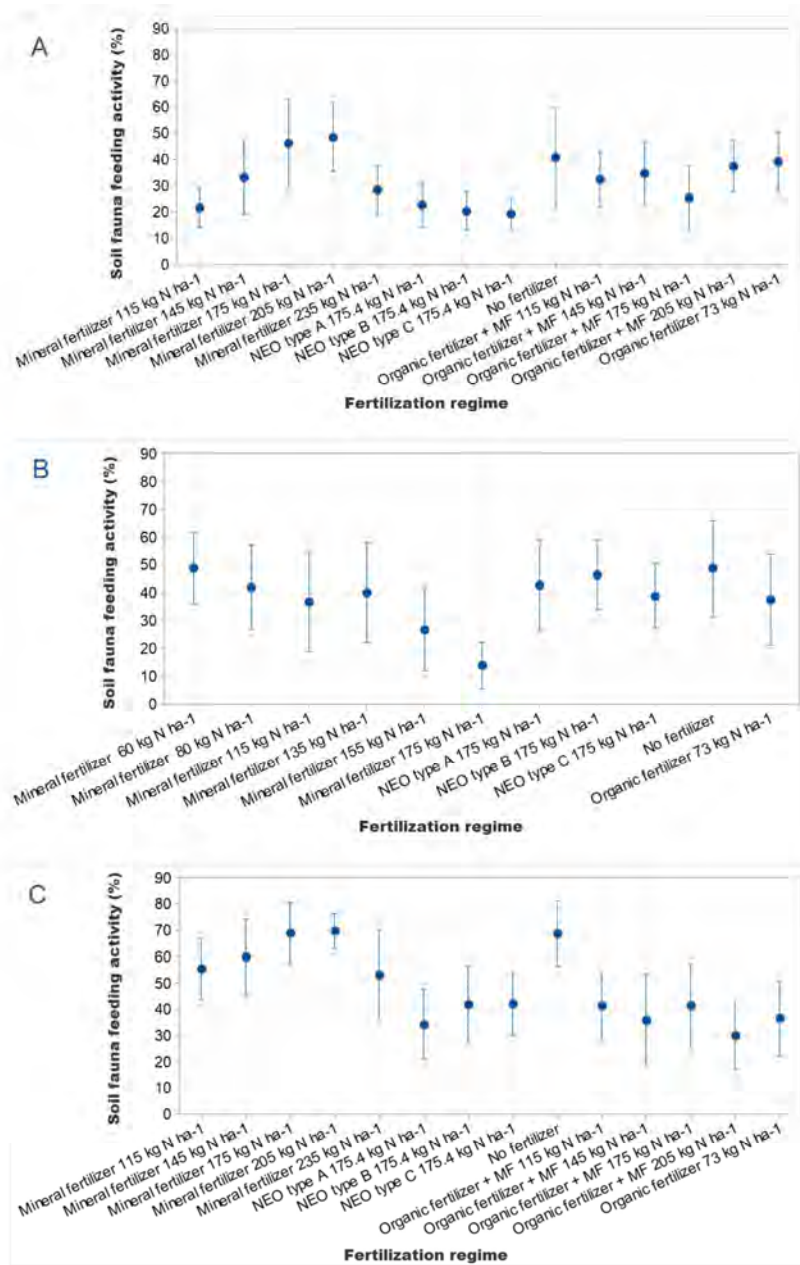 A
Soil fauna feeding activity (%)
90
80
70
60
50
40
30
20
10
0
Mineral fertilizer 115 kg N ha-1
Mineral fertilizer 145 kg N ha-1
Mineral fertilizer 175 kg N ha-1
Mineral fertilizer 205 kg N ha-1
Mineral fertilizer 235 kg N ha-1
NEO type A 175.4 kg N ha-1
NEO type B 175.4 kg N ha-1
NEO type C 175.4 kg N ha-1
No fertilizer
Organic fertilizer + MF 115 kg N ha-1
Organic fertilizer + MF 145 kg N ha-1
Organic fertilizer + MF 175 kg N ha-1
Organic fertilizer + MF 205 kg N ha-1
Organic fertilizer 73 kg N ha-1
Fertilization regime
B
Soil fauna feeding activity (%)
90
80
70
60
50
40
30
20
10
0
Mineral fertilizer 60 kg N ha-1
Mineral fertilizer 80 kg N ha-1
Mineral fertilizer 115 kg N ha-1
Mineral fertilizer 135 kg N ha-1
Mineral fertilizer 155 kg N ha-1
Mineral fertilizer 175 kg N ha-1
NEO type A 175 kg N ha-1
NEO type B 175 kg N ha-1
NEO type C 175 kg N ha-1
No fertilizer
Organic fertilizer 73 kg N ha-1
Fertilization regime
C
Soil fauna feeding activity (%)
90
80
70
60
50
40
30
20
10
0
Mineral fertilizer 115 kg N ha-1
Mineral fertilizer 145 kg N ha-1
Mineral fertilizer 175 kg N ha-1
Mineral fertilizer 205 kg N ha-1
Mineral fertilizer 235 kg N ha-1
NEO type A 175.4 kg N ha-1
NEO type B 175.4 kg N ha-1
NEO type C 175.4 kg N ha-1
No fertilizer
Organic fertilizer + MF 115 kg N ha-1
Organic fertilizer + MF 145 kg N ha-1
Organic fertilizer + MF 175 kg N ha-1
Organic fertilizer + MF 205 kg N ha-1
Organic fertilizer 73 kg N ha-1
Fertilization regime